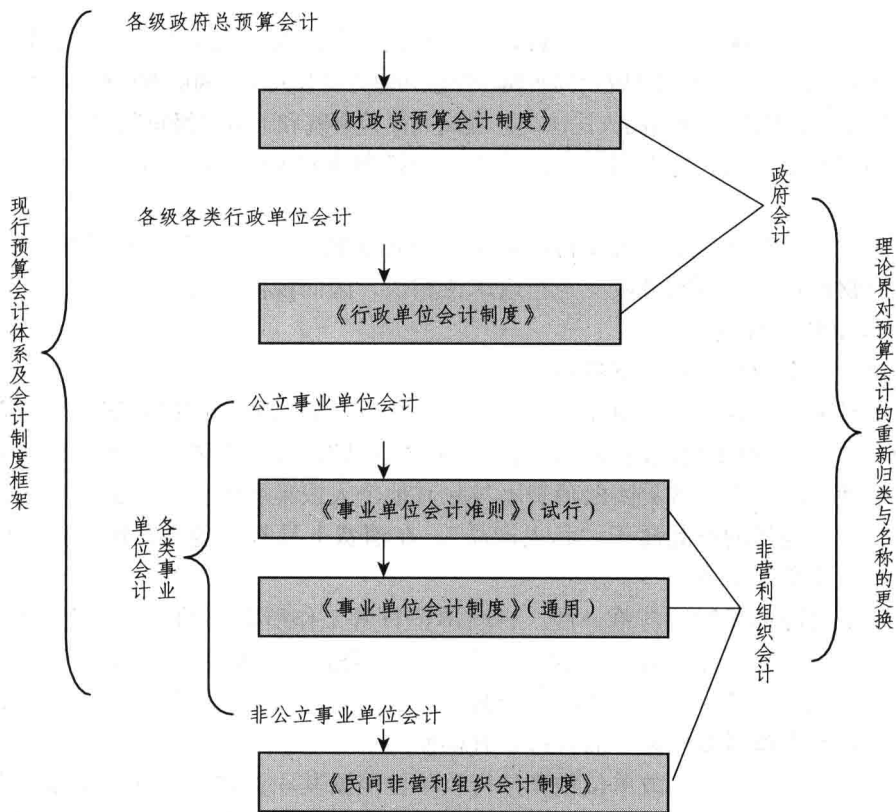 各级政府总预算会计
《财政总预算会计制度》
政府会计
现行预算会计体系及会计制度框架
各级各类行政单位会计
《行政单位会计制度》
理论界对预算会计的重新归类与名称的更换
公立事业单位会计
《事业单位会计准则》(试行)
各类事业
单位会计
《事业单位会计制度》(通用)
非营利组织会计
非公立事业单位会计
《民间非营利组织会计制度》